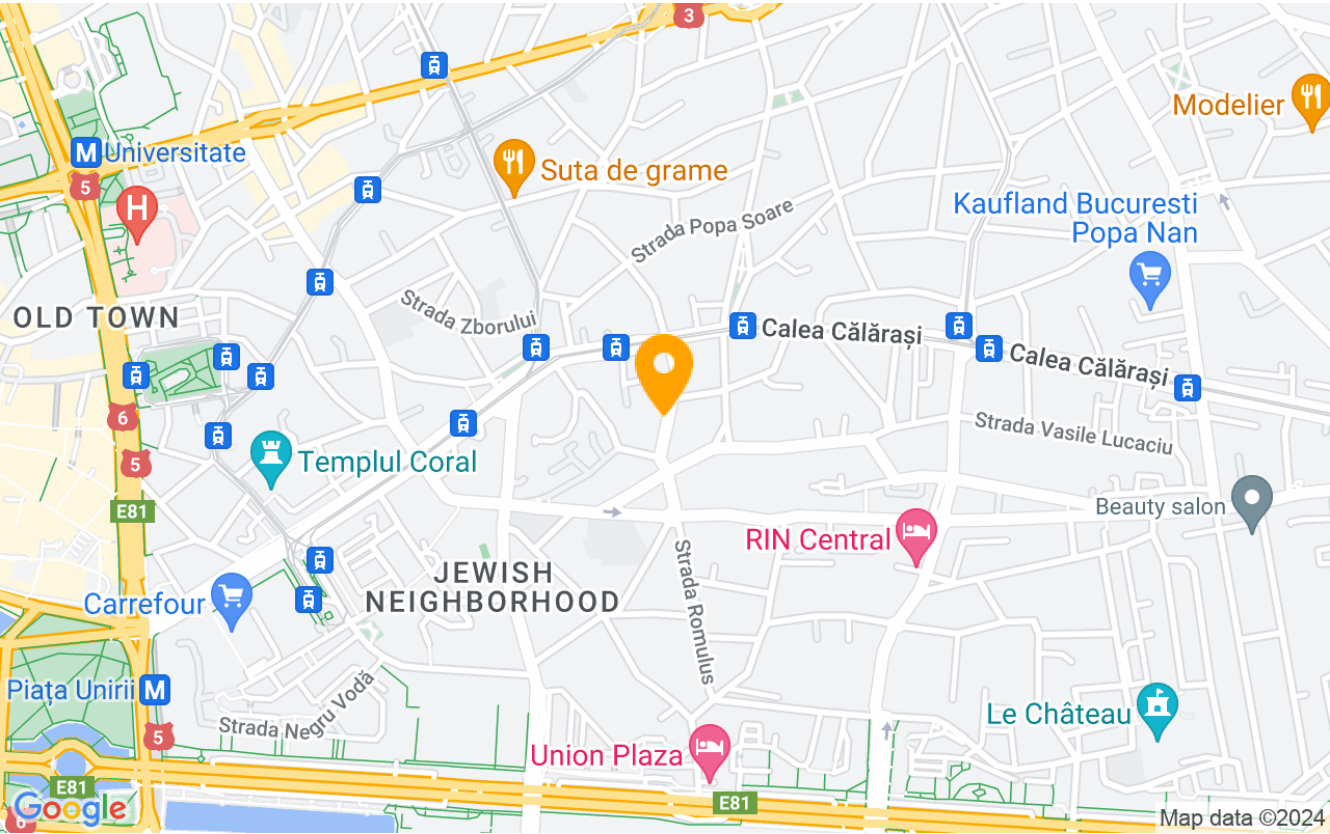 3
Modelier
M Universitate
Suta de grame
5
H
Kaufland Bucuresti
Popa Nan
Strada Popa Soare
OLD TOWN
Strada Zborului
Calea Călărași
Calea Călărași
6
Strada Vasile Lucaciu
5
Templul Coral
E81
Beauty salon
RIN Central
JEWISH
NEIGHBORHOOD
Strada Romulus
Carrefour
Piața Unirii M
Strada Negru Vodă
Le Château
5
Union Plaza
E81
E81
Google
6
Map data ©2024